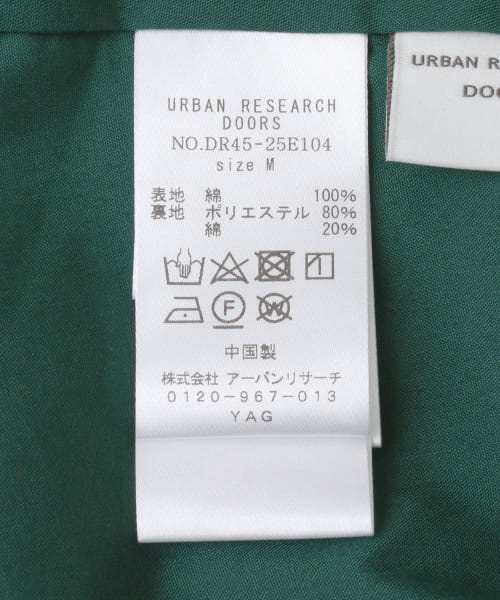 URBAN RESEARCH
DOORS
NO.DR45-25E104
size M
表地 綿 100%
裏地 ポリエステル 80%
綿 20%
F
W
中国製
株式会社 アーバンリサーチ
0120-967-013
YAG
URBAN R
DOO